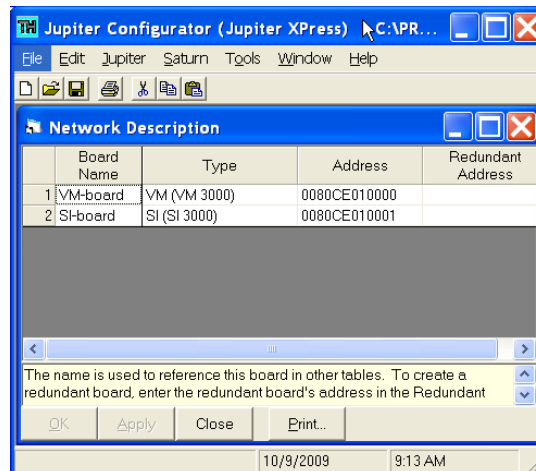 TH Jupiter Configurator (Jupiter XPress) C:\PR...
File Edit Jupiter Saturn Tools Window Help
Network Description
Board Name Type Address Redundant Address
1 VM-board VM (VM 3000) 0080CE010000
2 SI-board SI (SI 3000) 0080CE010001
The name is used to reference this board in other tables. To create a
redundant board, enter the redundant board's address in the Redundant
OK Apply Close Print...
10/9/2009 9:13 AM